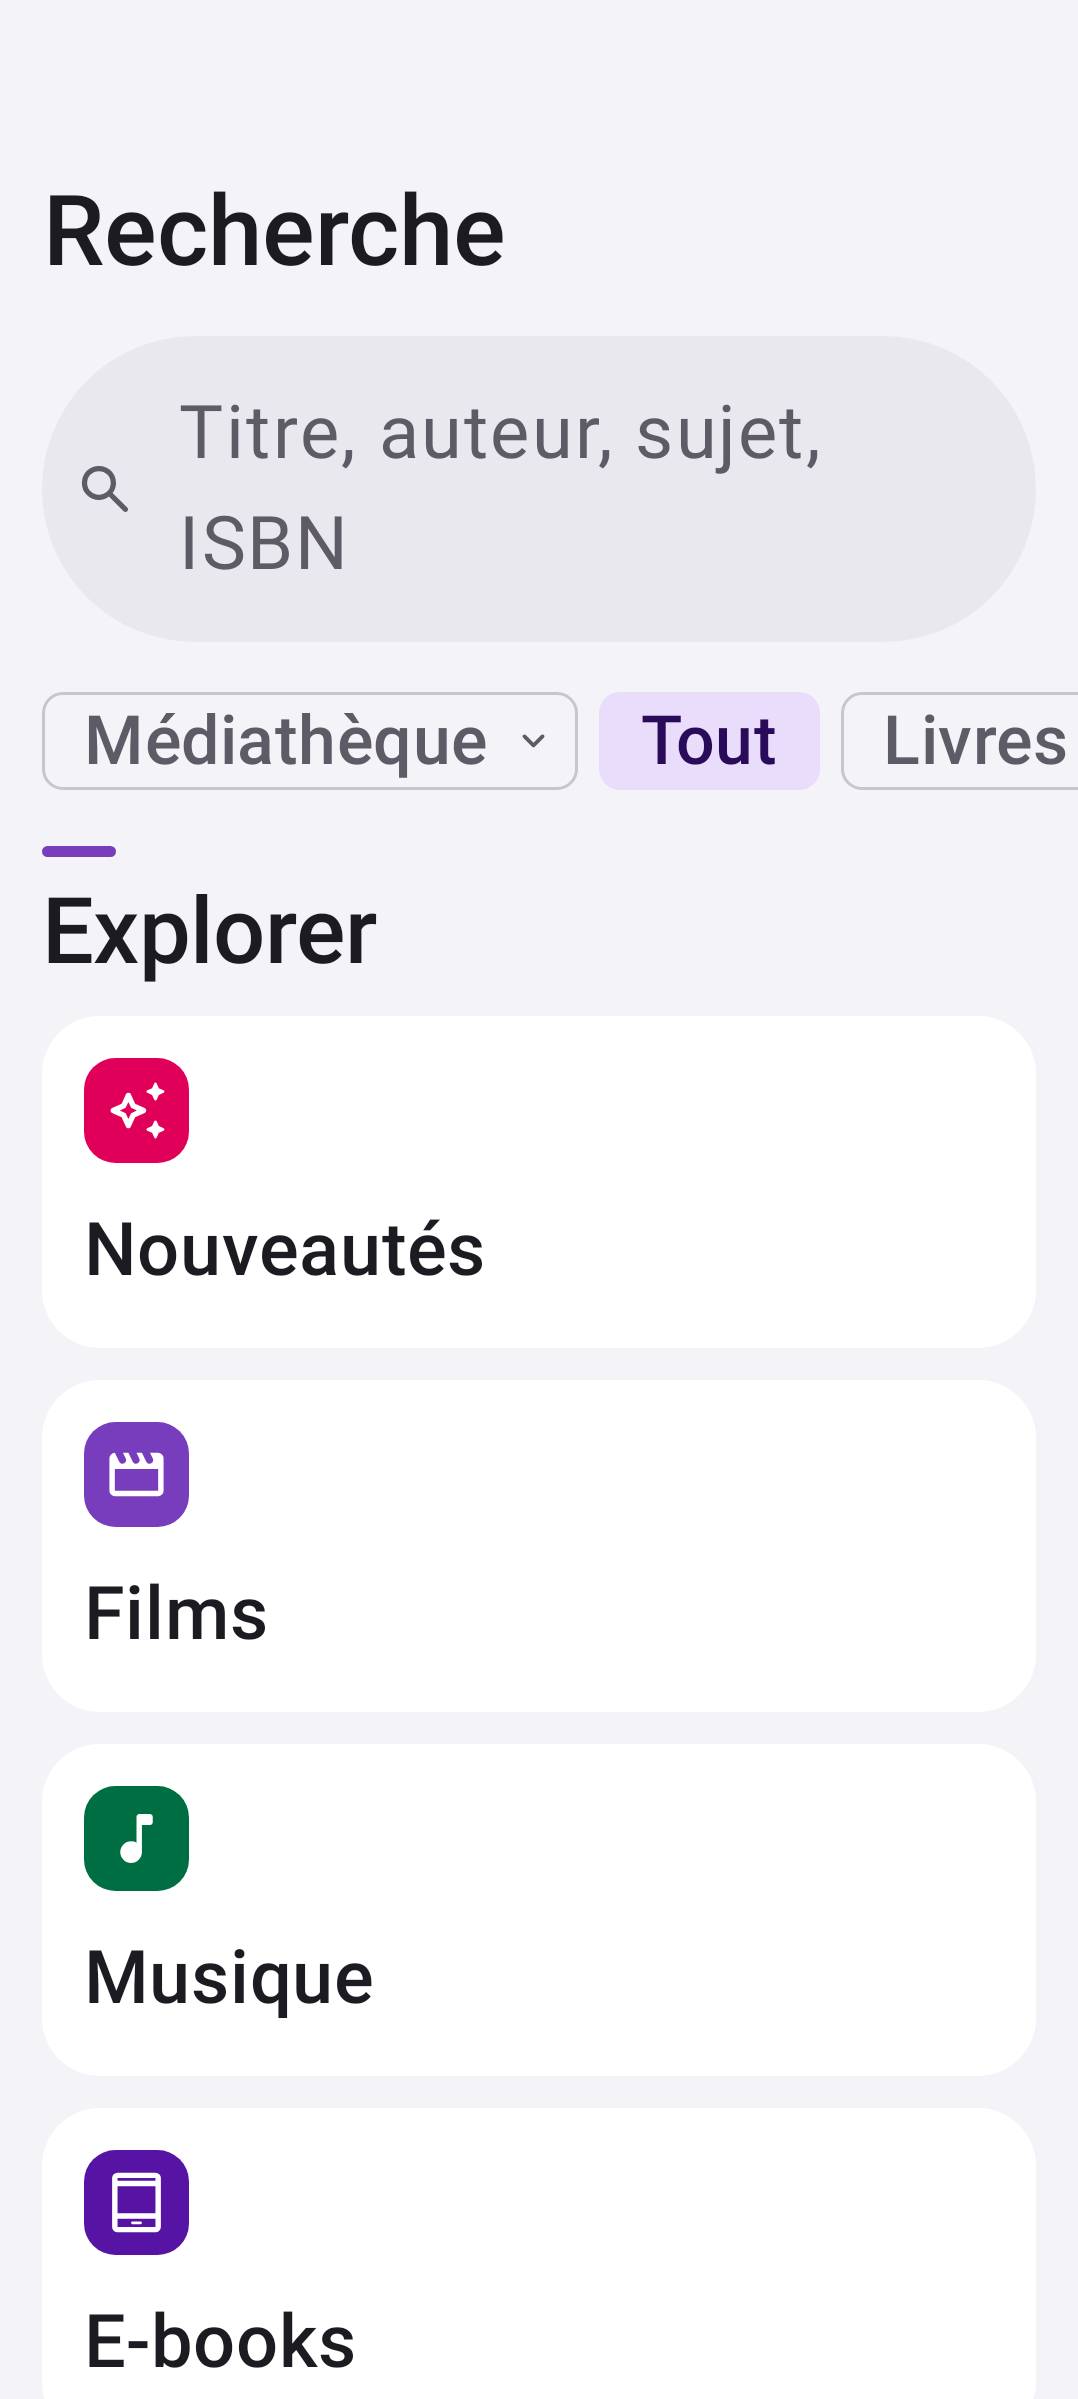 Recherche
Titre, auteur, sujet,
ISBN
Médiathèque
Tout
Livres
Explorer
Nouveautés
Films
Musique
E-books